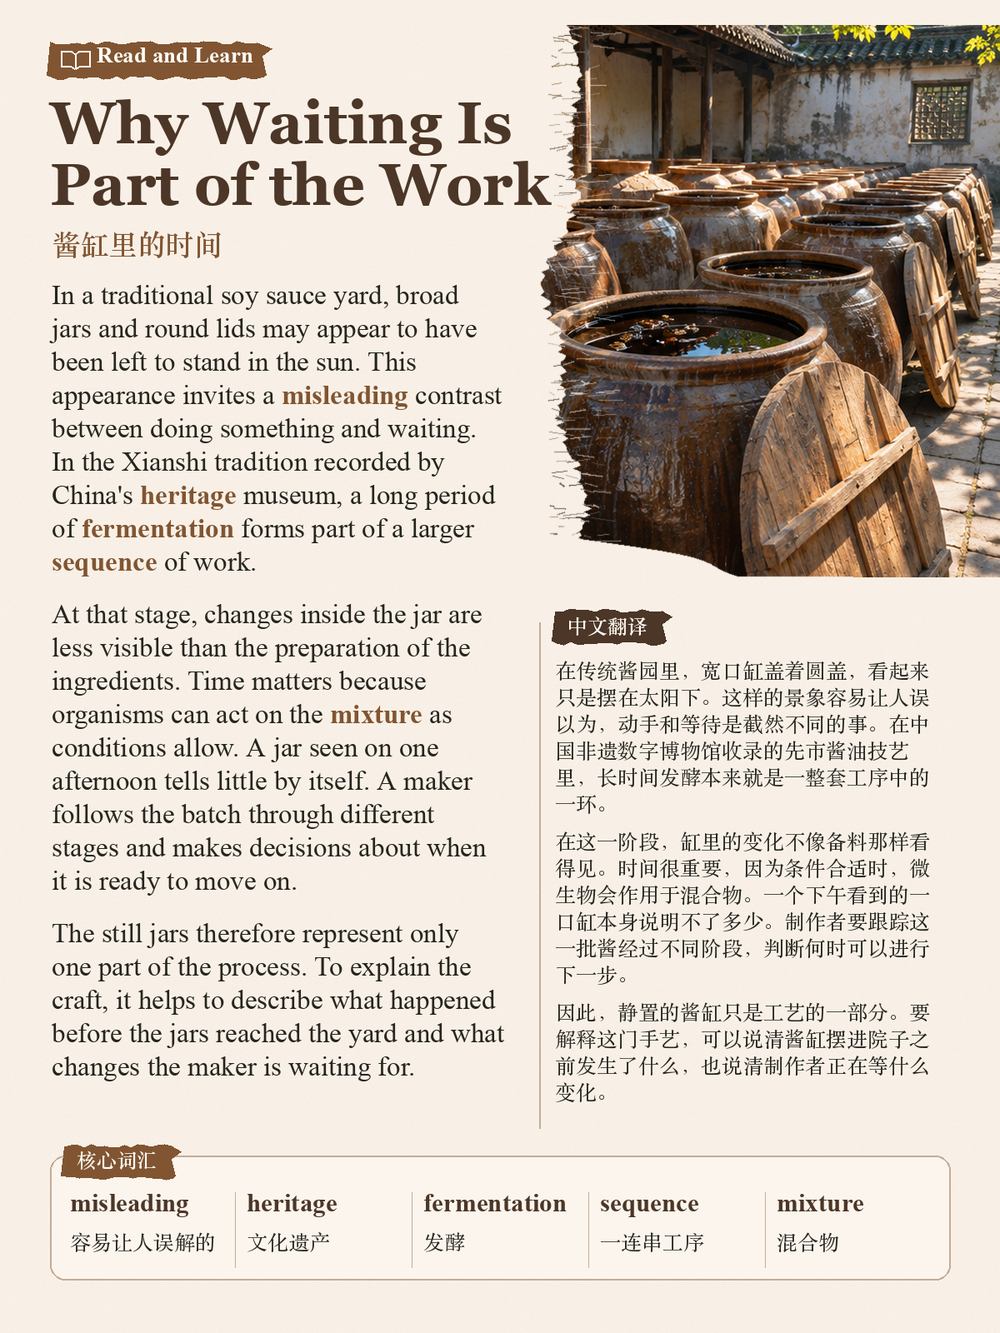 Read and Learn
Why Waiting Is
Part of the Work
酱缸里的时间
In a traditional soy sauce yard, broad
jars and round lids may appear to have
been left to stand in the sun. This
appearance invites a misleading contrast
between doing something and waiting.
In the Xianshi tradition recorded by
China's heritage museum, a long period
of fermentation forms part of a larger
sequence of work.
At that stage, changes inside the jar are
less visible than the preparation of the
ingredients. Time matters because
organisms can act on the mixture as
conditions allow. A jar seen on one
afternoon tells little by itself. A maker
follows the batch through different
stages and makes decisions about when
it is ready to move on.
The still jars therefore represent only
one part of the process. To explain the
craft, it helps to describe what happened
before the jars reached the yard and what
changes the maker is waiting for.
中文翻译
在传统酱园里，宽口缸盖着圆盖，看起来
只是摆在太阳下。这样的景象容易让人误
以为，动手和等待是截然不同的事。在中
国非遗数字博物馆收录的先市酱油技艺
里，长时间发酵本来就是一整套工序中的
一环。
在这一阶段，缸里的变化不像备料那样看
得见。时间很重要，因为条件合适时，微
生物会作用于混合物。一个下午看到的一
口缸本身说明不了多少。制作者要跟踪这
一批酱经过不同阶段，判断何时可以进行
下一步。
因此，静置的酱缸只是工艺的一部分。要
解释这门手艺，可以说清酱缸摆进院子之
前发生了什么，也说清制作者正在等什么
变化。
核心词汇
misleading
容易让人误解的
heritage
文化遗产
fermentation
发酵
sequence
一连串工序
mixture
混合物